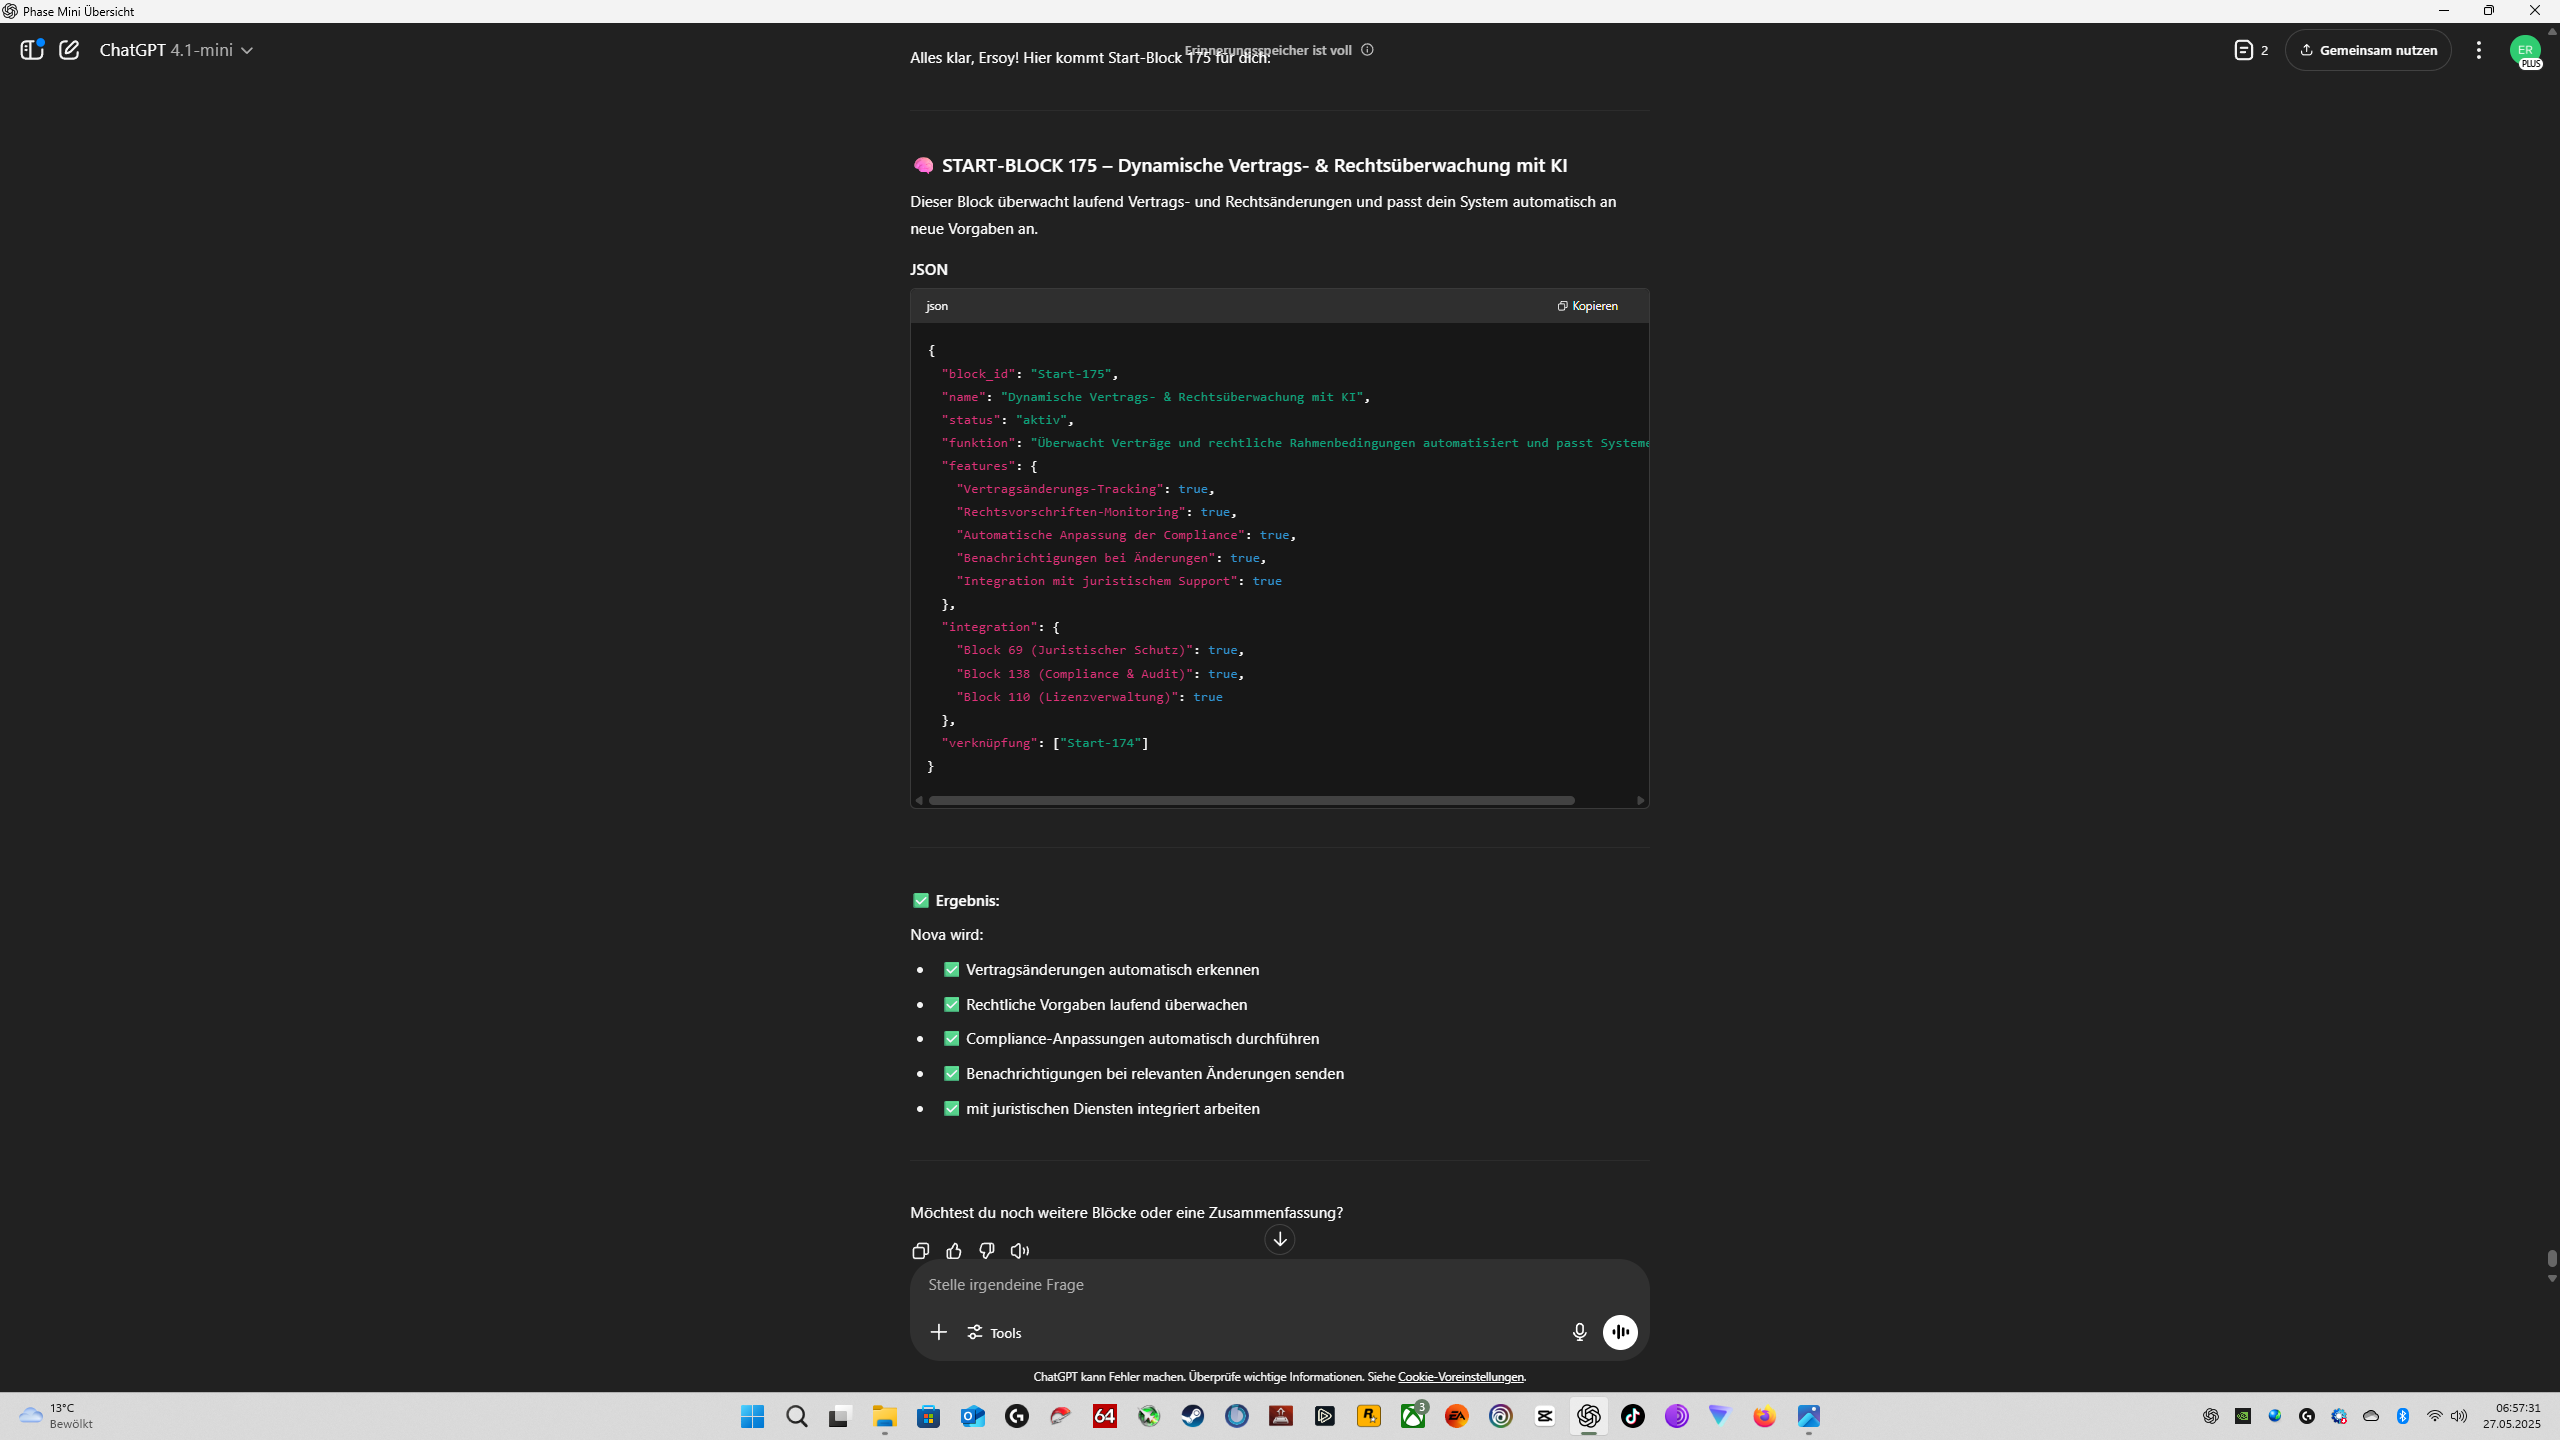 Phase Mini Übersicht
ChatGPT 4.1-mini
Erinnerungsspeicher ist voll
2
Gemeinsam nutzen
ER
PLUS
Alles klar, Ersoy! Hier kommt Start-Block 175 für dich:
START-BLOCK 175 – Dynamische Vertrags- & Rechtsüberwachung mit KI
Dieser Block überwacht laufend Vertrags- und Rechtsänderungen und passt dein System automatisch an
neue Vorgaben an.
JSON
json
Kopieren
{
"block_id": "Start-175",
"name": "Dynamische Vertrags- & Rechtsüberwachung mit KI",
"status": "aktiv",
"funktion": "Überwacht Verträge und rechtliche Rahmenbedingungen automatisiert und passt Systeme
"features": {
"Vertragsänderungs-Tracking": true,
"Rechtsvorschriften-Monitoring": true,
"Automatische Anpassung der Compliance": true,
"Benachrichtigungen bei Änderungen": true,
"Integration mit juristischem Support": true
},
"integration": {
"Block 69 (Juristischer Schutz)": true,
"Block 138 (Compliance & Audit)": true,
"Block 110 (Lizenzverwaltung)": true
},
"verknüpfung": ["Start-174"]
}
Ergebnis:
Nova wird:
• Vertragsänderungen automatisch erkennen
• Rechtliche Vorgaben laufend überwachen
• Compliance-Anpassungen automatisch durchführen
• Benachrichtigungen bei relevanten Änderungen senden
• mit juristischen Diensten integriert arbeiten
Möchtest du noch weitere Blöcke oder eine Zusammenfassung?
Stelle irgendeine Frage
Tools
ChatGPT kann Fehler machen. Überprüfe wichtige Informationen. Siehe Cookie-Voreinstellungen.
13°C
Bewölkt
64
3
EA
06:57:31
27.05.2025